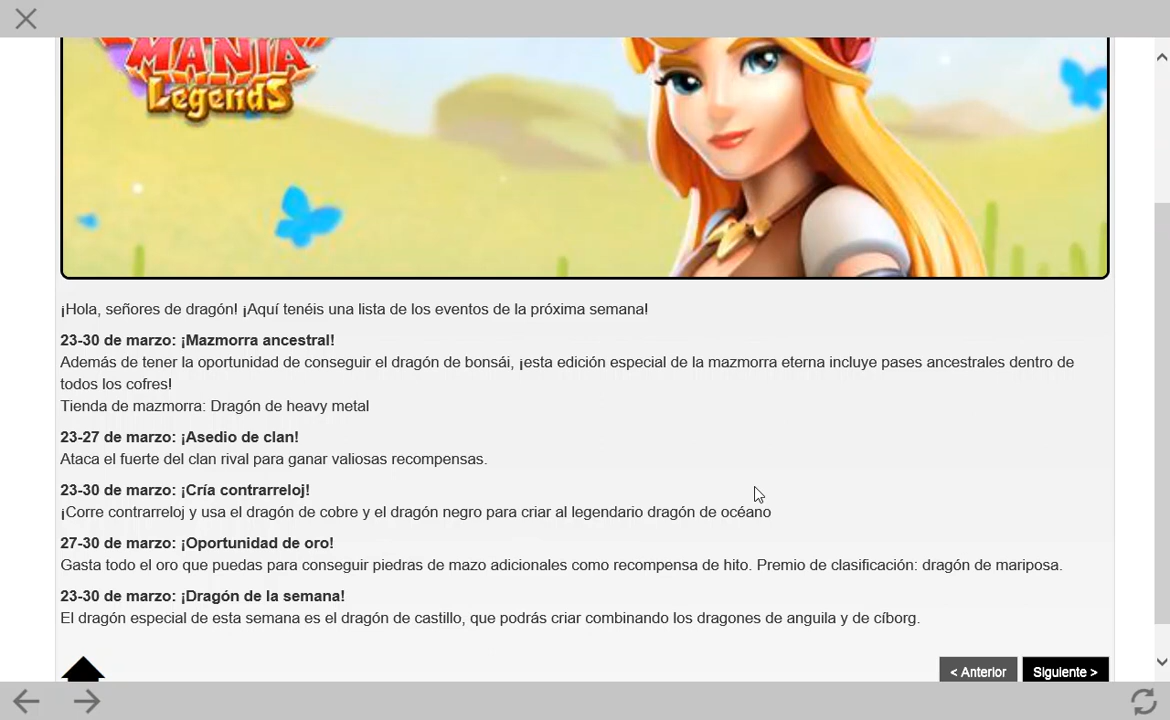 MANIA
Legends
¡Hola, señores de dragón! ¡Aquí tenéis una lista de los eventos de la próxima semana!
23-30 de marzo: ¡Mazmorra ancestral!
Además de tener la oportunidad de conseguir el dragón de bonsái, ¡esta edición especial de la mazmorra eterna incluye pases ancestrales dentro de
todos los cofres!
Tienda de mazmorra: Dragón de heavy metal
23-27 de marzo: ¡Asedio de clan!
Ataca el fuerte del clan rival para ganar valiosas recompensas.
23-30 de marzo: ¡Cría contrarreloj!
¡Corre contrarreloj y usa el dragón de cobre y el dragón negro para criar al legendario dragón de océano
27-30 de marzo: ¡Oportunidad de oro!
Gasta todo el oro que puedas para conseguir piedras de mazo adicionales como recompensa de hito. Premio de clasificación: dragón de mariposa.
23-30 de marzo: ¡Dragón de la semana!
El dragón especial de esta semana es el dragón de castillo, que podrás criar combinando los dragones de anguila y de cíborg.
< Anterior
Siguiente >